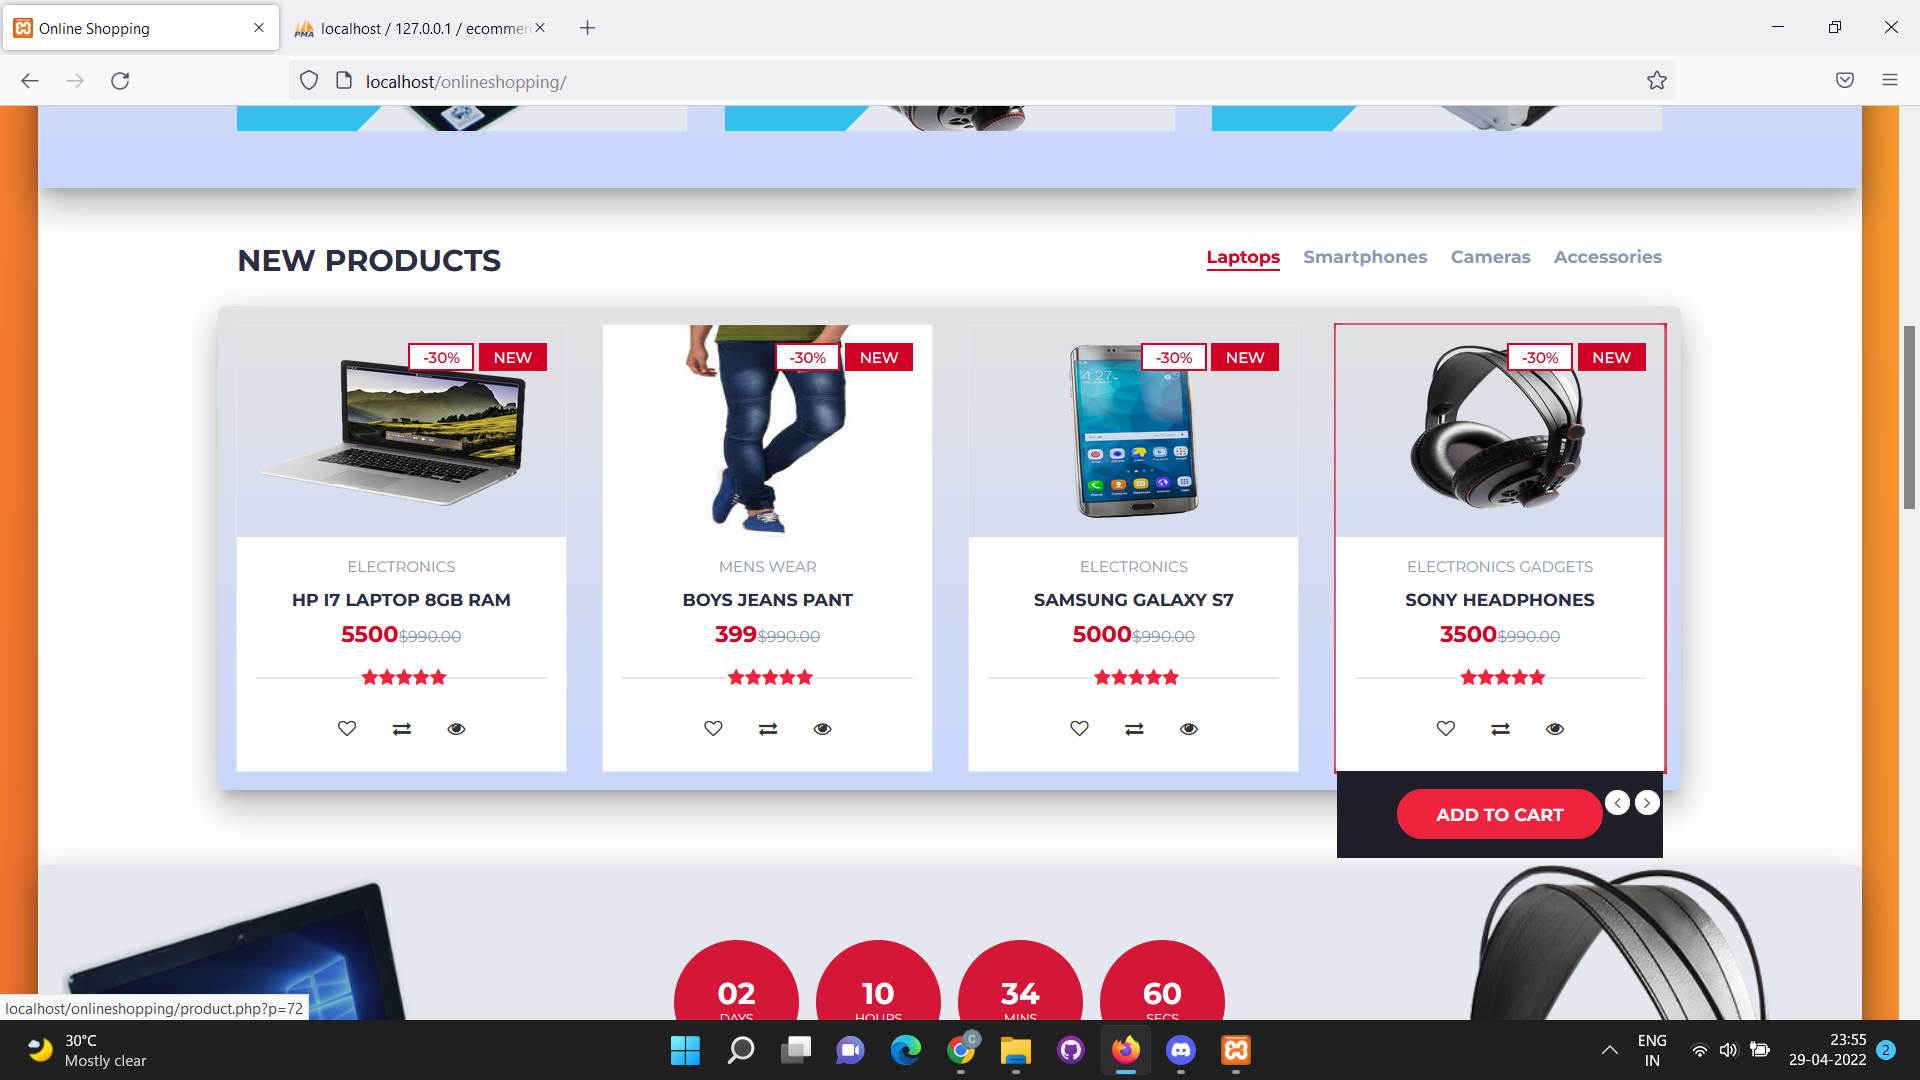 Online Shopping
localhost / 127.0.0.1 / ecommer
localhost/onlineshopping/
NEW PRODUCTS
Laptops Smartphones Cameras Accessories
-30% NEW
-30% NEW
-30% NEW
-30% NEW
4:27
ELECTRONICS
HP I7 LAPTOP 8GB RAM
5500$990.00
MENS WEAR
BOYS JEANS PANT
399$990.00
ELECTRONICS
SAMSUNG GALAXY S7
5000$990.00
ELECTRONICS GADGETS
SONY HEADPHONES
3500$990.00
ADD TO CART
02
DAYS
10
HOURS
34
MINS
60
SECS
localhost/onlineshopping/product.php?p=72
30°C
Mostly clear
ENG
IN
23:55
29-04-2022
2